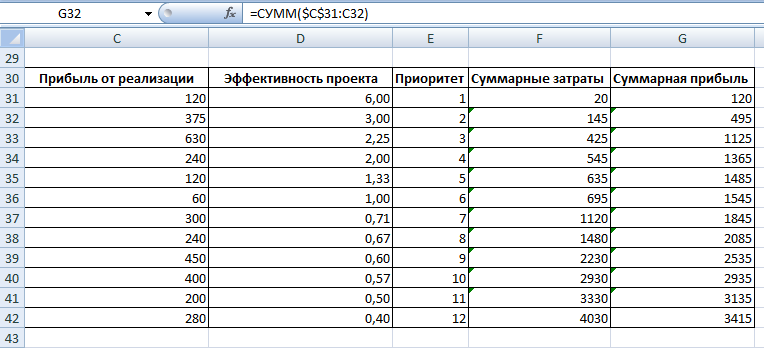 G32 fx =СУММ($C$31:C32)
C D E F G
29
30 Прибыль от реализации Эффективность проекта Приоритет Суммарные затраты Суммарная прибыль
31 120 6,00 1 20 120
32 375 3,00 2 145 495
33 630 2,25 3 425 1125
34 240 2,00 4 545 1365
35 120 1,33 5 635 1485
36 60 1,00 6 695 1545
37 300 0,71 7 1120 1845
38 240 0,67 8 1480 2085
39 450 0,60 9 2230 2535
40 400 0,57 10 2930 2935
41 200 0,50 11 3330 3135
42 280 0,40 12 4030 3415
43